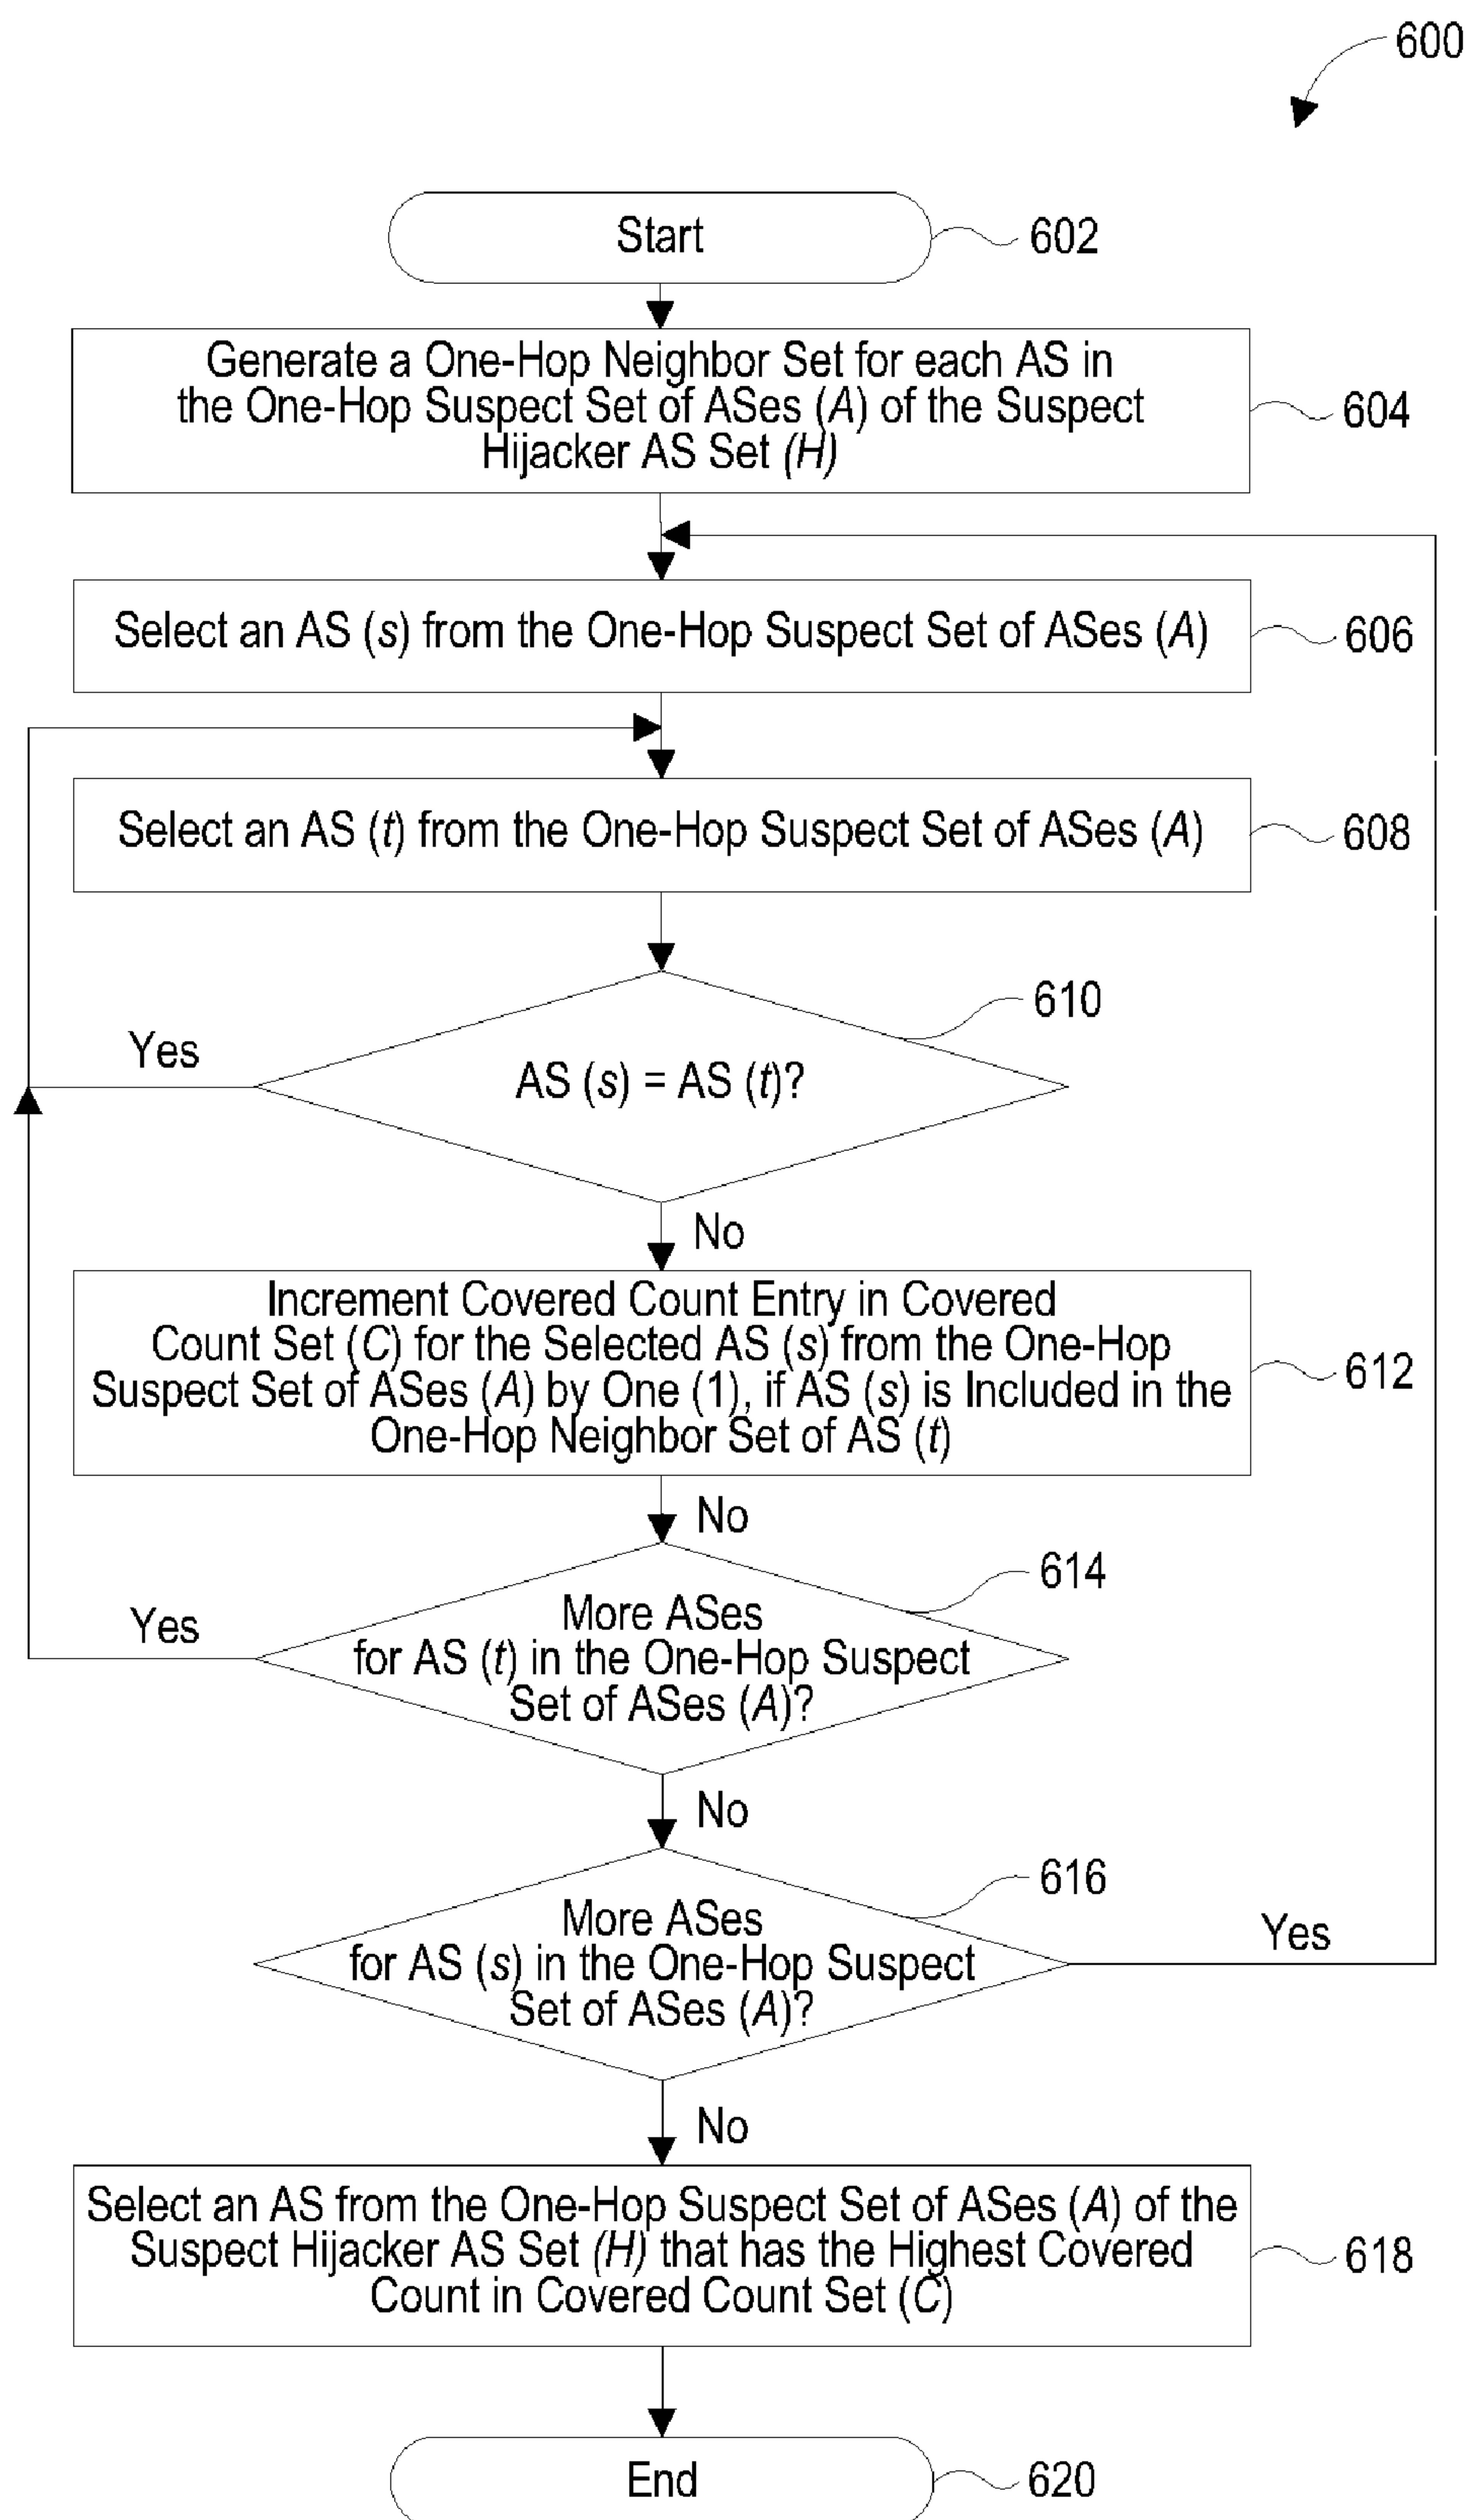 600
Start
602
Generate a One-Hop Neighbor Set for each AS in
the One-Hop Suspect Set of ASes (A) of the Suspect
Hijacker AS Set (H)
604
Select an AS (s) from the One-Hop Suspect Set of ASes (A)
606
Select an AS (t) from the One-Hop Suspect Set of ASes (A)
608
610
Yes
AS (s) = AS (t)?
No
Increment Covered Count Entry in Covered
Count Set (C) for the Selected AS (s) from the One-Hop
Suspect Set of ASes (A) by One (1), if AS (s) is Included in the
One-Hop Neighbor Set of AS (t)
612
No
614
Yes
More ASes
for AS (t) in the One-Hop Suspect
Set of ASes (A)?
No
616
More ASes
for AS (s) in the One-Hop Suspect
Set of ASes (A)?
Yes
No
Select an AS from the One-Hop Suspect Set of ASes (A) of the
Suspect Hijacker AS Set (H) that has the Highest Covered
Count in Covered Count Set (C)
618
End
620